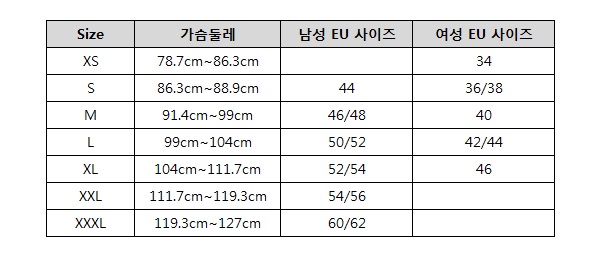 Size 가슴둘레 남성 EU 사이즈 여성 EU 사이즈
XS 78.7cm~86.3cm 34
S 86.3cm~88.9cm 44 36/38
M 91.4cm~99cm 46/48 40
L 99cm~104cm 50/52 42/44
XL 104cm~111.7cm 52/54 46
XXL 111.7cm~119.3cm 54/56
XXXL 119.3cm~127cm 60/62